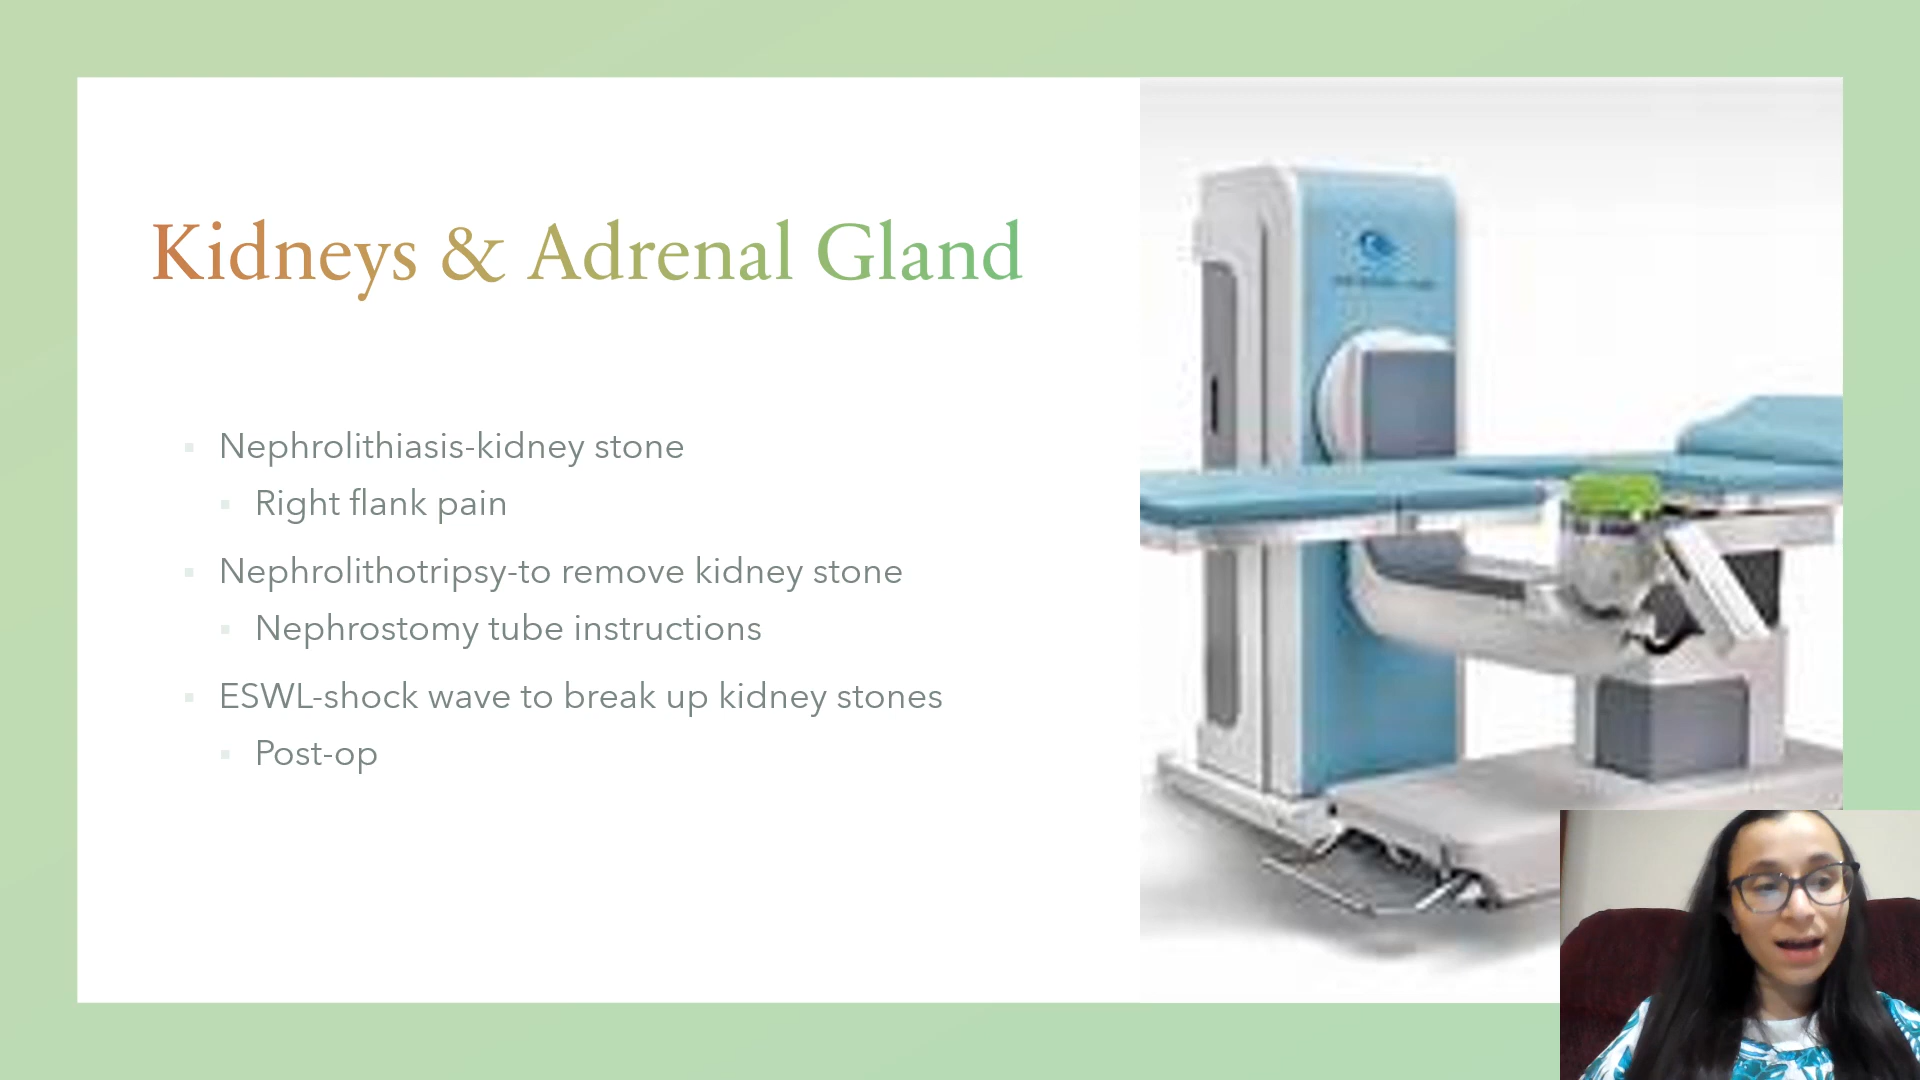 Kidneys & Adrenal Gland
Nephrolithiasis-kidney stone
Right flank pain
Nephrolithotripsy-to remove kidney stone
Nephrostomy tube instructions
ESWL-shock wave to break up kidney stones
Post-op